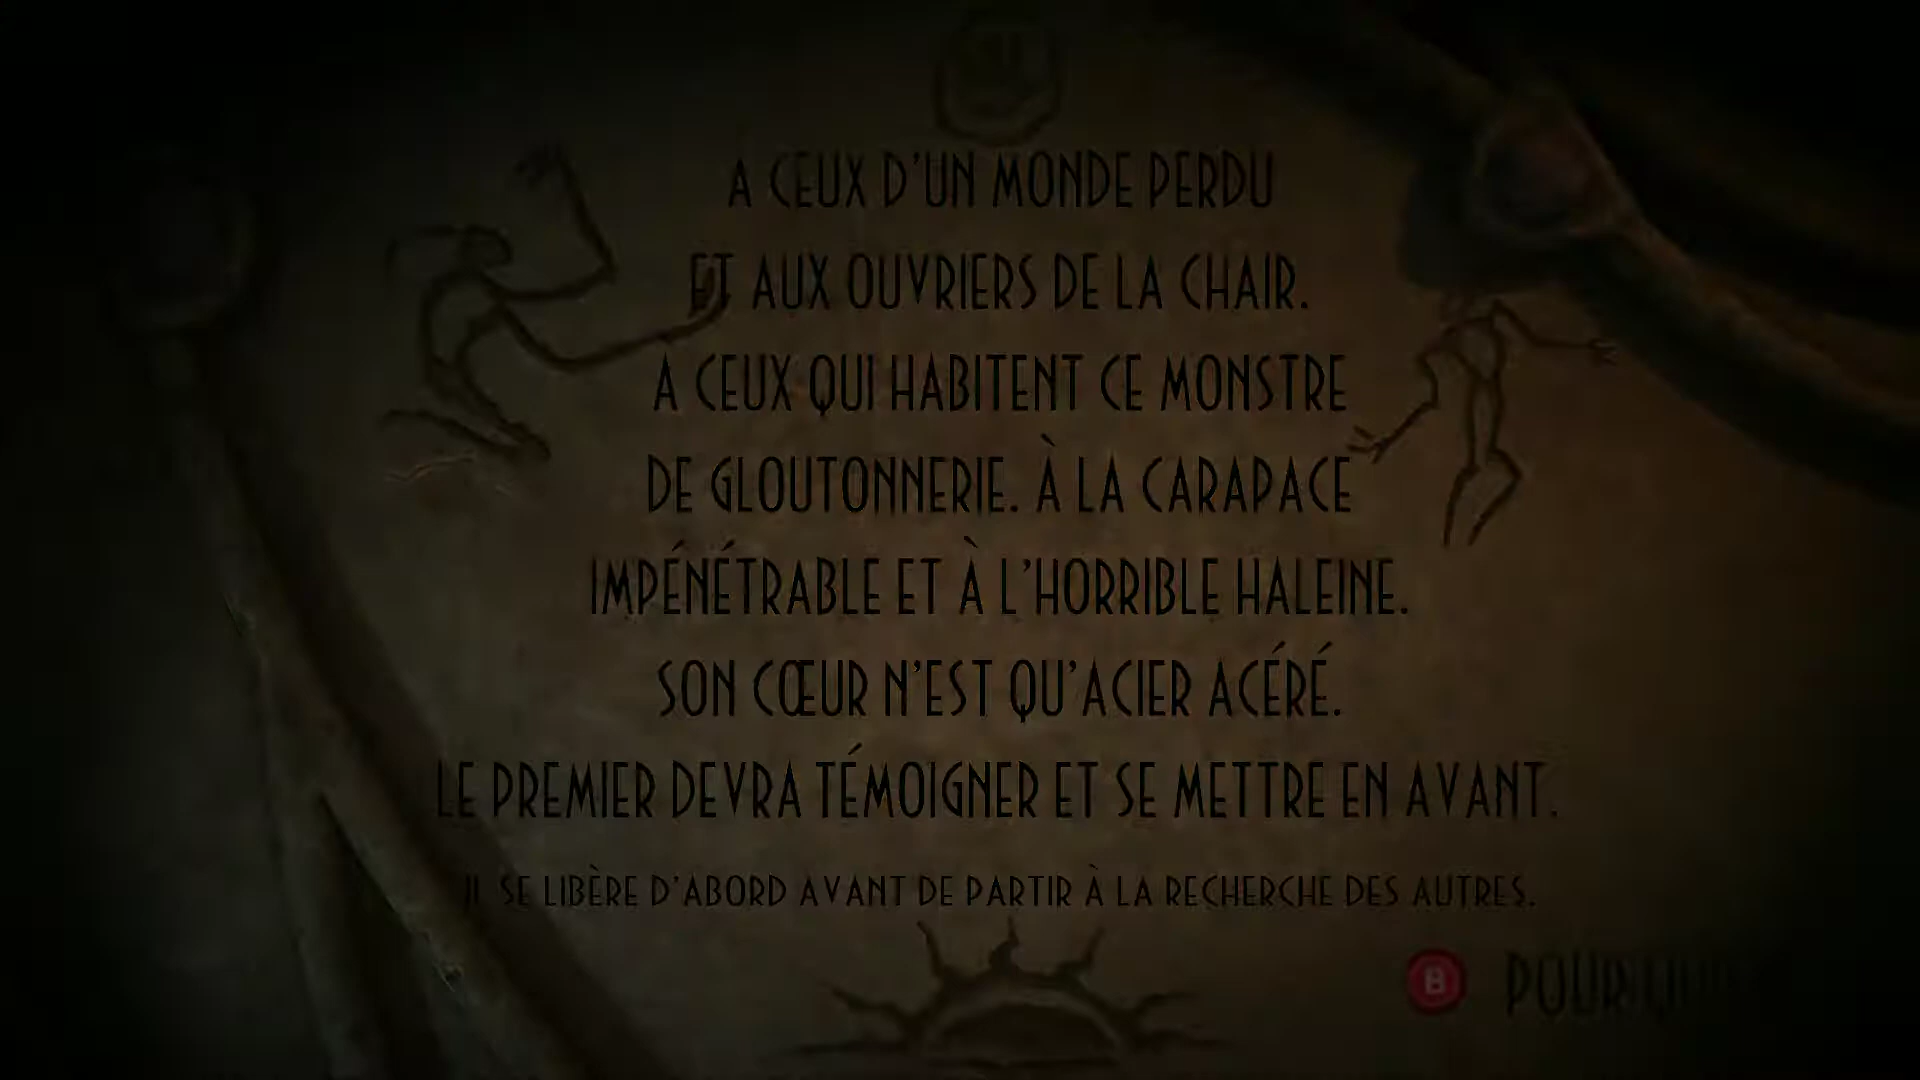 A CEUX D'UN MONDE PERDU
ET AUX OUVRIERS DE LA CHAIR.
A CEUX QUI HABITENT CE MONSTRE
DE GLOUTONNERIE. À LA CARAPACE
IMPÉNÉTRABLE ET À L'HORRIBLE HALEINE.
SON CŒUR N'EST QU'ACIER ACÉRÉ.
LE PREMIER DEVRA TÉMOIGNER ET SE METTRE EN AVANT.
IL SE LIBÈRE D'ABORD AVANT DE PARTIR À LA RECHERCHE DES AUTRES.
B POUR